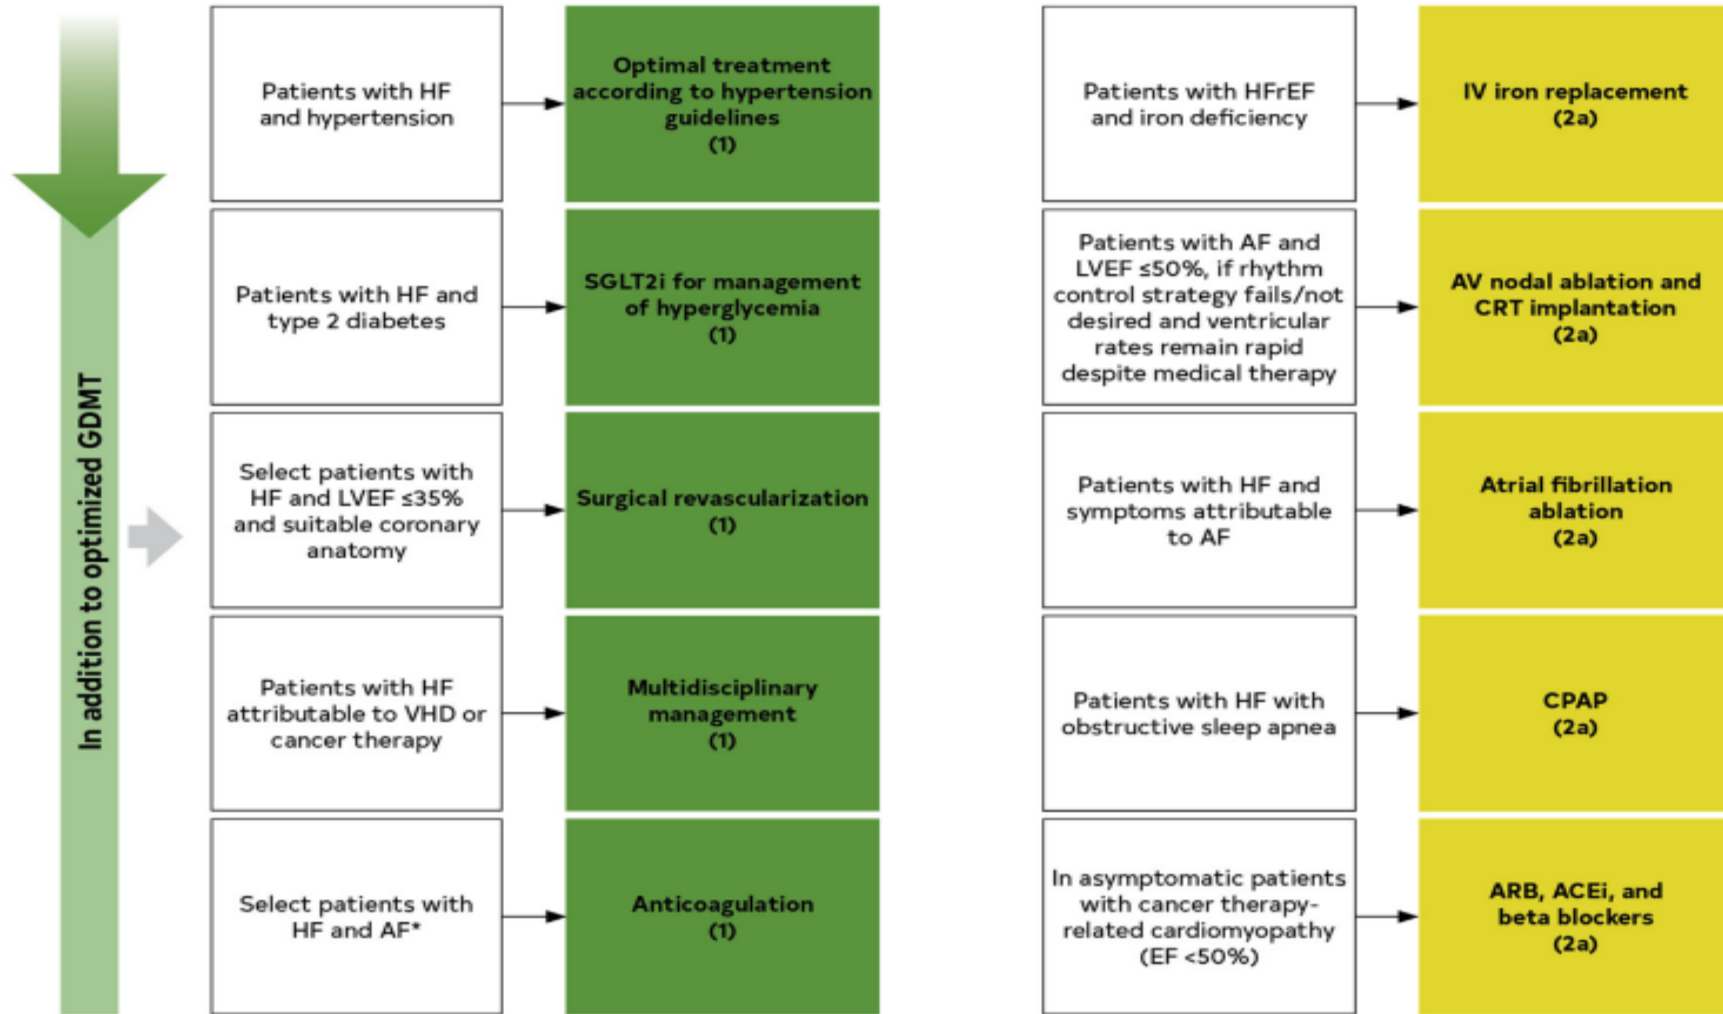 In addition to optimized GDMT
Patients with HF
and hypertension
Optimal treatment
according to hypertension
guidelines
(1)
Patients with HF and
type 2 diabetes
SGLT2i for management
of hyperglycemia
(1)
Select patients with
HF and LVEF ≤35%
and suitable coronary
anatomy
Surgical revascularization
(1)
Patients with HF
attributable to VHD or
cancer therapy
Multidisciplinary
management
(1)
Select patients with
HF and AF*
Anticoagulation
(1)
Patients with HFrEF
and iron deficiency
IV iron replacement
(2a)
Patients with AF and
LVEF ≤50%, if rhythm
control strategy fails/not
desired and ventricular
rates remain rapid
despite medical therapy
AV nodal ablation and
CRT implantation
(2a)
Patients with HF and
symptoms attributable
to AF
Atrial fibrillation
ablation
(2a)
Patients with HF with
obstructive sleep apnea
CPAP
(2a)
In asymptomatic patients
with cancer therapy-
related cardiomyopathy
(EF <50%)
ARB, ACEi, and
beta blockers
(2a)